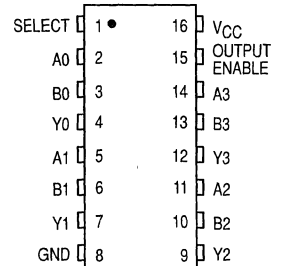 SELECT 1 16 VCC
A0 2 15 OUTPUT ENABLE
B0 3 14 A3
Y0 4 13 B3
A1 5 12 Y3
B1 6 11 A2
Y1 7 10 B2
GND 8 9 Y2